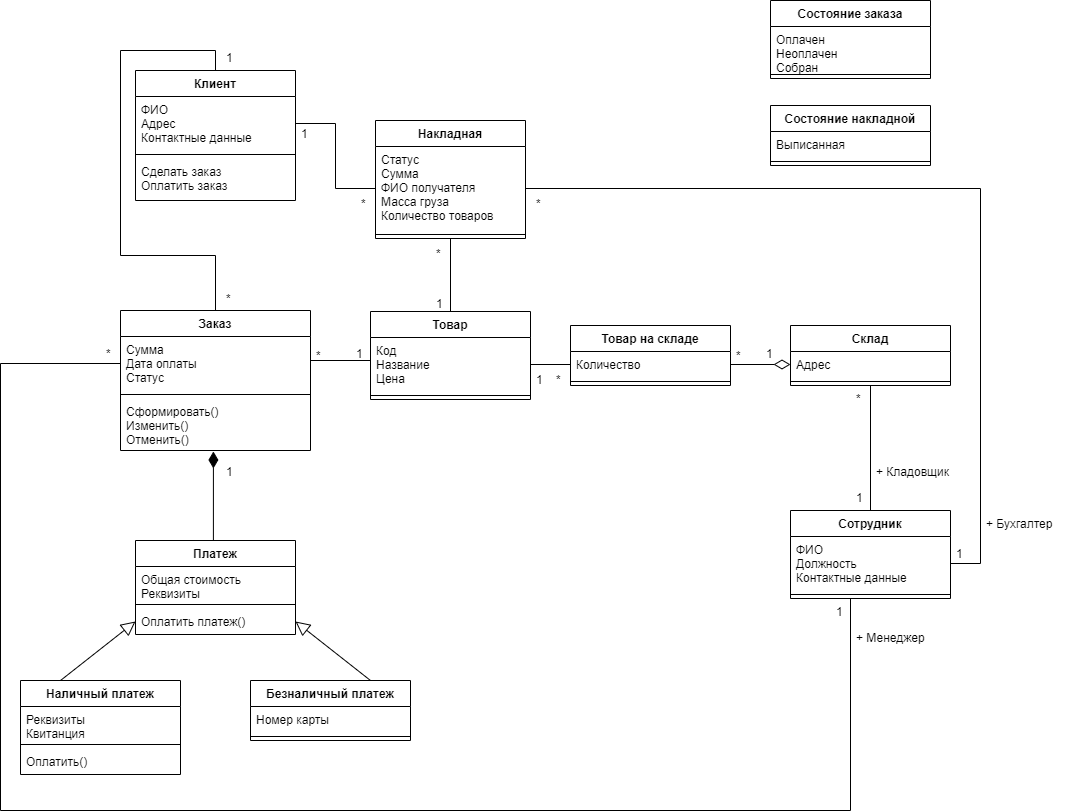 Состояние заказа
Оплачен
Неоплачен
Собран
1
Клиент
ФИО
Адрес
Контактные данные
Сделать заказ
Оплатить заказ
1
*
Накладная
Статус
Сумма
ФИО получателя
Масса груза
Количество товаров
*
Состояние накладной
Выписанная
*
1
*
Заказ
Сумма
Дата оплаты
Статус
Сформировать()
Изменить()
Отменить()
*
*
1
Товар
Код
Название
Цена
1
*
Товар на складе
Количество
*
1
Склад
Адрес
*
+ Кладовщик
1
1
Сотрудник
ФИО
Должность
Контактные данные
1
+ Бухгалтер
1
+ Менеджер
Платеж
Общая стоимость
Реквизиты
Оплатить платеж()
Наличный платеж
Реквизиты
Квитанция
Оплатить()
Безналичный платеж
Номер карты